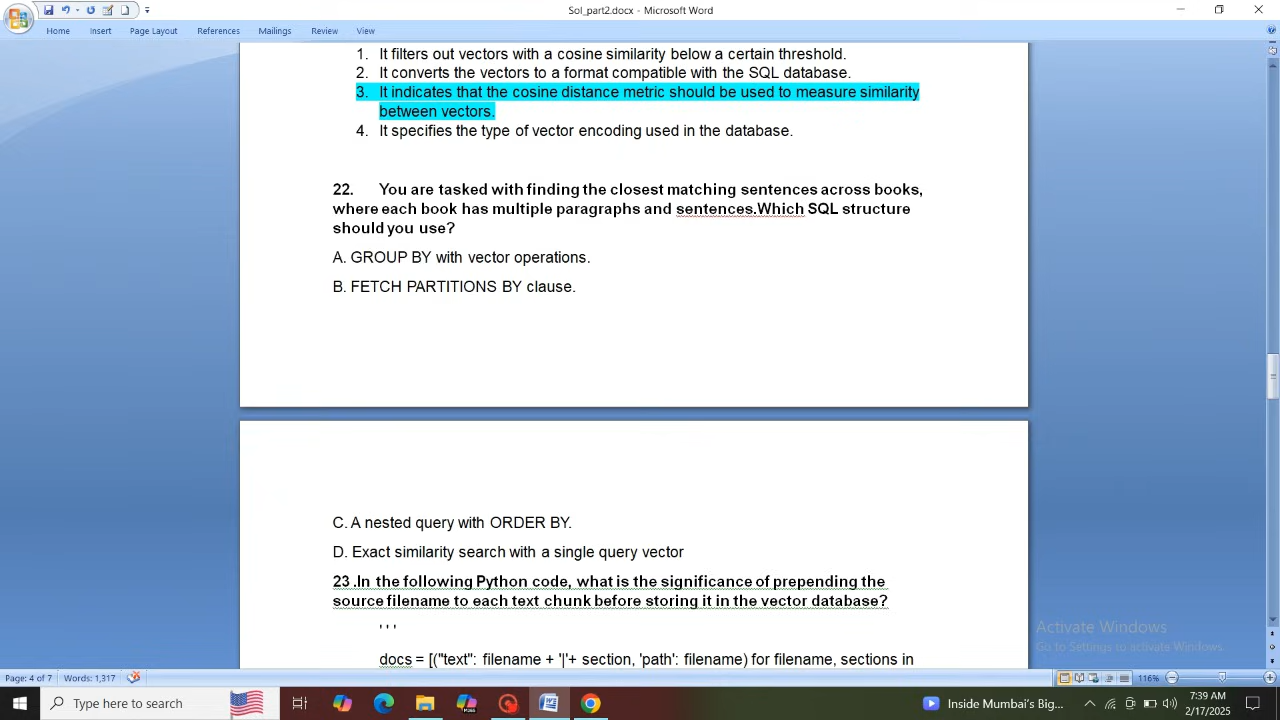 Sol_part2.docx - Microsoft Word
Home Insert Page Layout References Mailings Review View
1. It filters out vectors with a cosine similarity below a certain threshold.
2. It converts the vectors to a format compatible with the SQL database.
3. It indicates that the cosine distance metric should be used to measure similarity
between vectors.
4. It specifies the type of vector encoding used in the database.
22. You are tasked with finding the closest matching sentences across books,
where each book has multiple paragraphs and sentences.Which SQL structure
should you use?
A. GROUP BY with vector operations.
B. FETCH PARTITIONS BY clause.
C. A nested query with ORDER BY.
D. Exact similarity search with a single query vector
23 .In the following Python code, what is the significance of prepending the
source filename to each text chunk before storing it in the vector database?
' ' '
docs = [("text": filename + '|'+ section, 'path': filename) for filename, sections in
Activate Windows
Go to Settings to activate Windows.
Page: 4 of 7 Words: 1,317 116%
Type here to search
Inside Mumbai's Big...
7:39 AM
2/17/2025